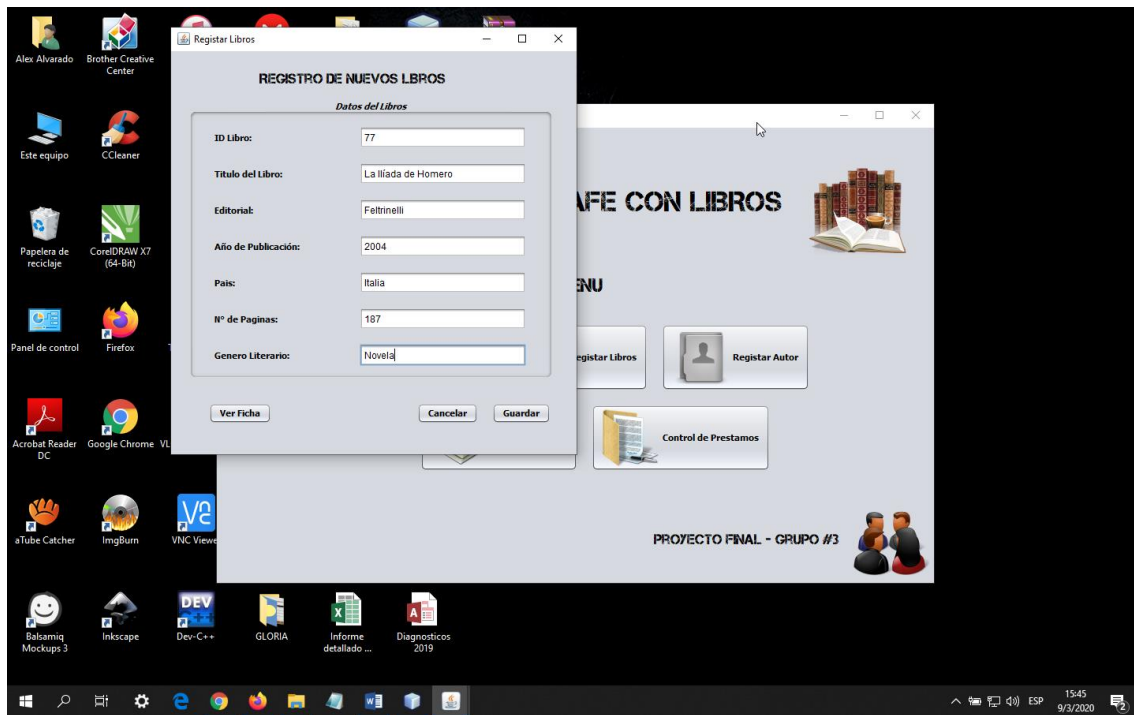 Alex Alvarado
Brother Creative
Center
Este equipo
CCleaner
Papelera de
reciclaje
CorelDRAW X7
(64-Bit)
Panel de control
Firefox
Acrobat Reader
DC
Google Chrome
aTube Catcher
ImgBurn
VNC Viewe
Balsamiq
Mockups 3
Inkscape
DEV
Dev-C++
GLORIA
Informe
detallado ...
Diagnosticos
2019
Registar Libros
REGISTRO DE NUEVOS LBROS
Datos del Libros
ID Libro: 77
Titulo del Libro: La Ilíada de Homero
Editorial: Feltrinelli
Año de Publicación: 2004
Pais: Italia
Nº de Paginas: 187
Genero Literario: Novela
Ver Ficha
Cancelar
Guardar
AFE CON LIBROS
ENU
egistar Libros
Registar Autor
Control de Prestamos
PROYECTO FINAL - GRUPO #3
ESP
15:45
9/3/2020
2